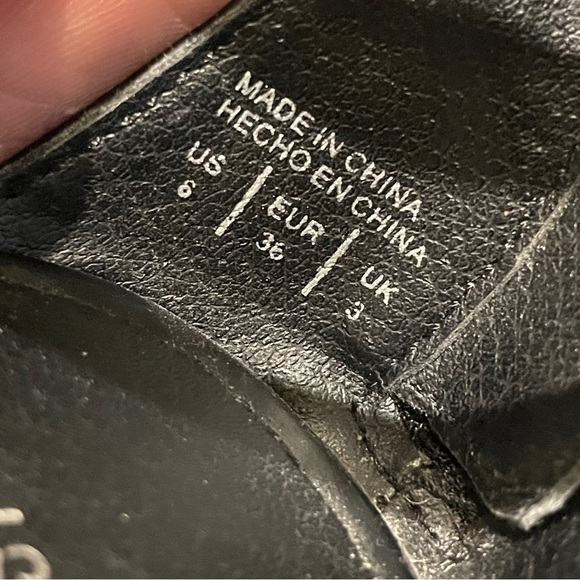 MADE IN CHINA
HECHO EN CHINA
US / EUR / UK
6 / 36 / 3